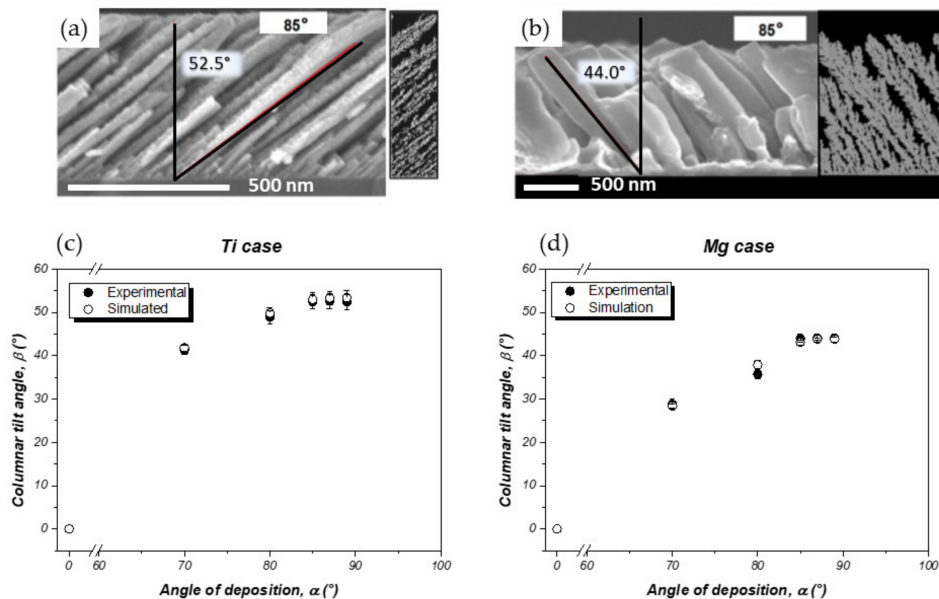 (a)
85°
52.5°
500 nm
(b)
85°
44.0°
500 nm
(c)
Ti case
Experimental
Simulated
Columnar tilt angle, β (°)
60
50
40
30
20
10
0
0 60 70 80 90 100
Angle of deposition, α (°)
(d)
Mg case
Experimental
Simulation
Columnar tilt angle, β (°)
60
50
40
30
20
10
0
0 60 70 80 90 100
Angle of deposition, α (°)